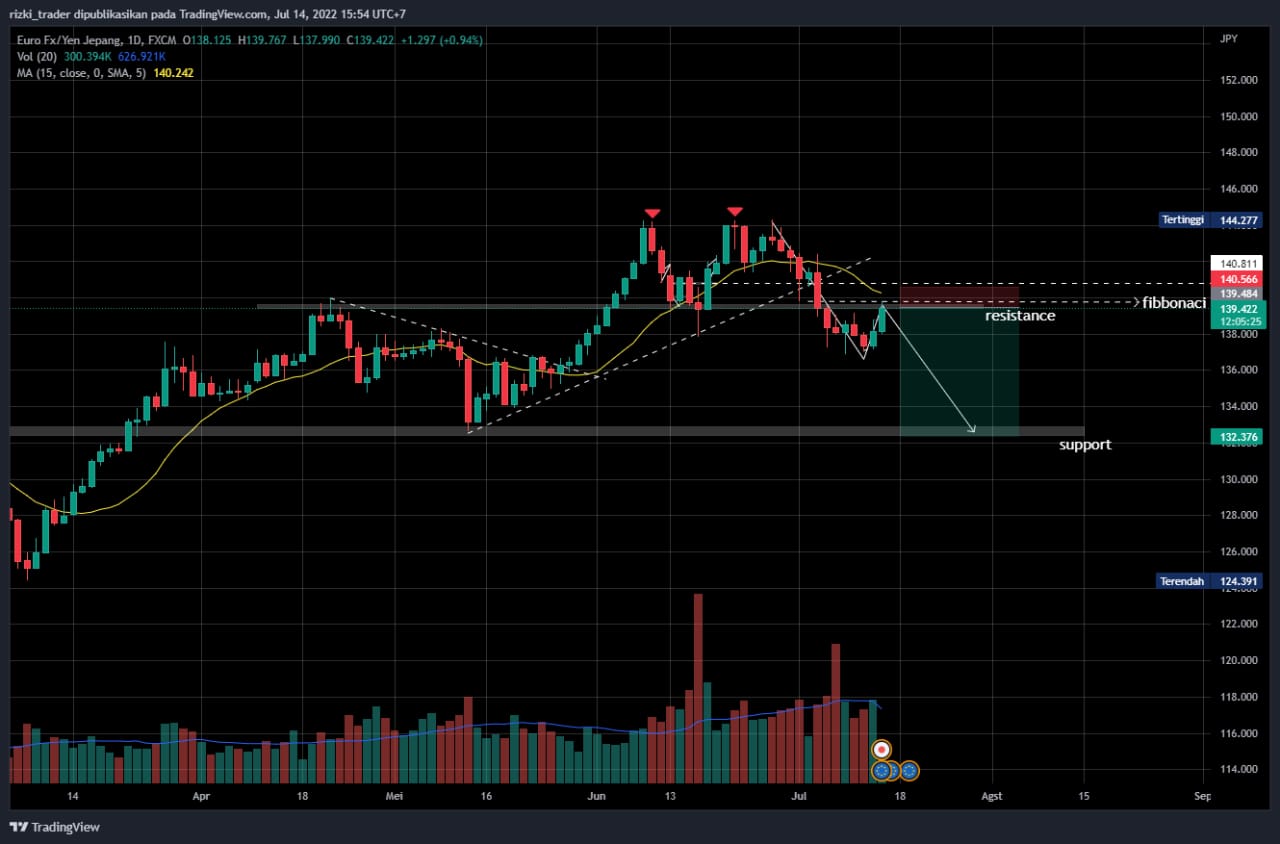 rizki_trader dipublikasikan pada TradingView.com, Jul 14, 2022 15:54 UTC+7
Euro Fx/Yen Jepang, 1D, FXCM O138.125 H139.767 L137.990 C139.422 +1.297 (+0.94%)
Vol (20) 300.394K 626.921K
MA (15, close, 0, SMA, 5) 140.242
JPY
152.000
150.000
148.000
146.000
Tertinggi 144.277
140.811
140.566
139.484
fibbonaci
139.422
resistance
12:05:25
138.000
136.000
134.000
132.376
support
130.000
128.000
126.000
Terendah 124.391
122.000
120.000
118.000
116.000
114.000
14 Apr 18 Mei 16 Jun 13 Jul 18 Agst 15 Sep
TradingView